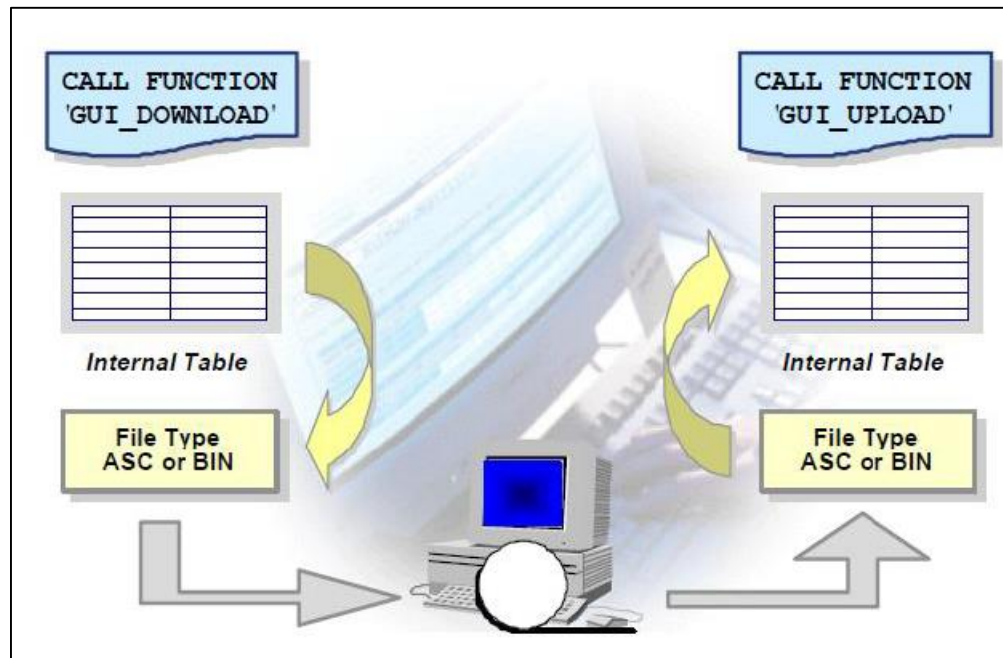 CALL FUNCTION
'GUI_DOWNLOAD'
Internal Table
File Type
ASC or BIN
CALL FUNCTION
'GUI_UPLOAD'
Internal Table
File Type
ASC or BIN